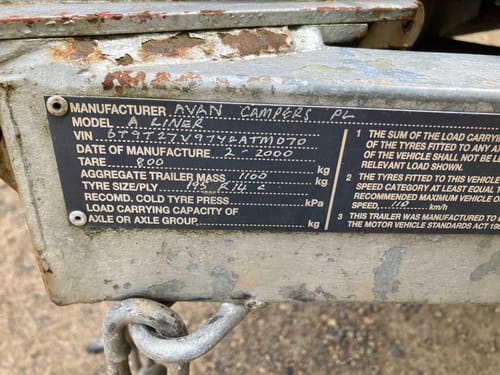 MANUFACTURER AVAN CAMPERS PL
MODEL A LINER
VIN 6T9T27V97Y0ATM070
DATE OF MANUFACTURE 2-2000
TARE 800 kg
AGGREGATE TRAILER MASS 1160 kg
TYRE SIZE/PLY 195 R14 C
RECOMD. COLD TYRE PRESS. kPa
LOAD CARRYING CAPACITY OF
AXLE OR AXLE GROUP. kg
1 THE SUM OF THE LOAD CARRY
OF THE TYRES FITTED TO ANY AX
OF THE VEHICLE SHALL NOT BE
RELEVANT LOAD SHOWN.
2 THE TYRES FITTED TO THIS VEHICLE
SPEED CATEGORY AT LEAST EQUAL
RECOMMENDED MAXIMUM VEHICLE O
SPEED, km/h
3 THIS TRAILER WAS MANUFACTURED TO
THE MOTOR VEHICLE STANDARDS ACT 19